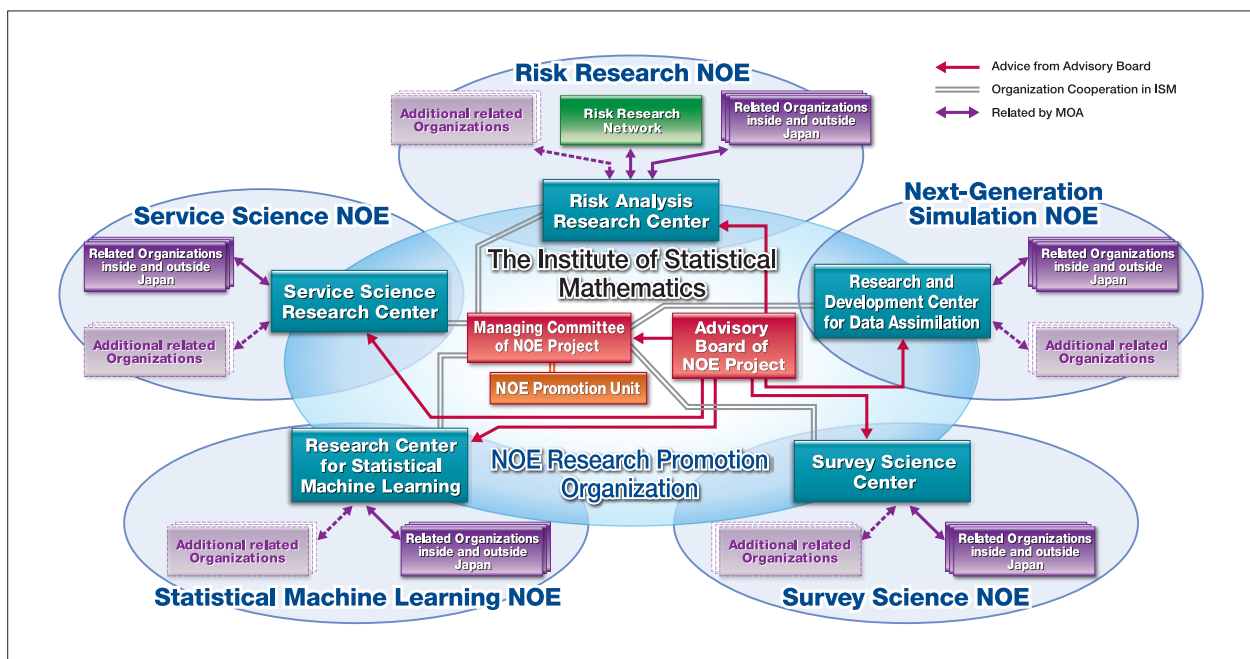 Risk Research NOE
Additional related
Organizations
Risk Research
Network
Related Organizations
inside and outside
Japan
Advice from Advisory Board
Organization Cooperation in ISM
Related by MOA
Risk Analysis
Research Center
Service Science NOE
Related Organizations
inside and outside
Japan
Service Science
Research Center
Additional related
Organizations
Next-Generation
Simulation NOE
Research and
Development Center
for Data Assimilation
Related Organizations
inside and outside
Japan
Additional related
Organizations
The Institute of Statistical
Mathematics
Managing Committee
of NOE Project
Advisory
Board of
NOE Project
NOE Promotion Unit
NOE Research Promotion
Organization
Research Center
for Statistical
Machine Learning
Additional related
Organizations
Related Organizations
inside and outside
Japan
Statistical Machine Learning NOE
Survey Science
Center
Additional related
Organizations
Related Organizations
inside and outside
Japan
Survey Science NOE